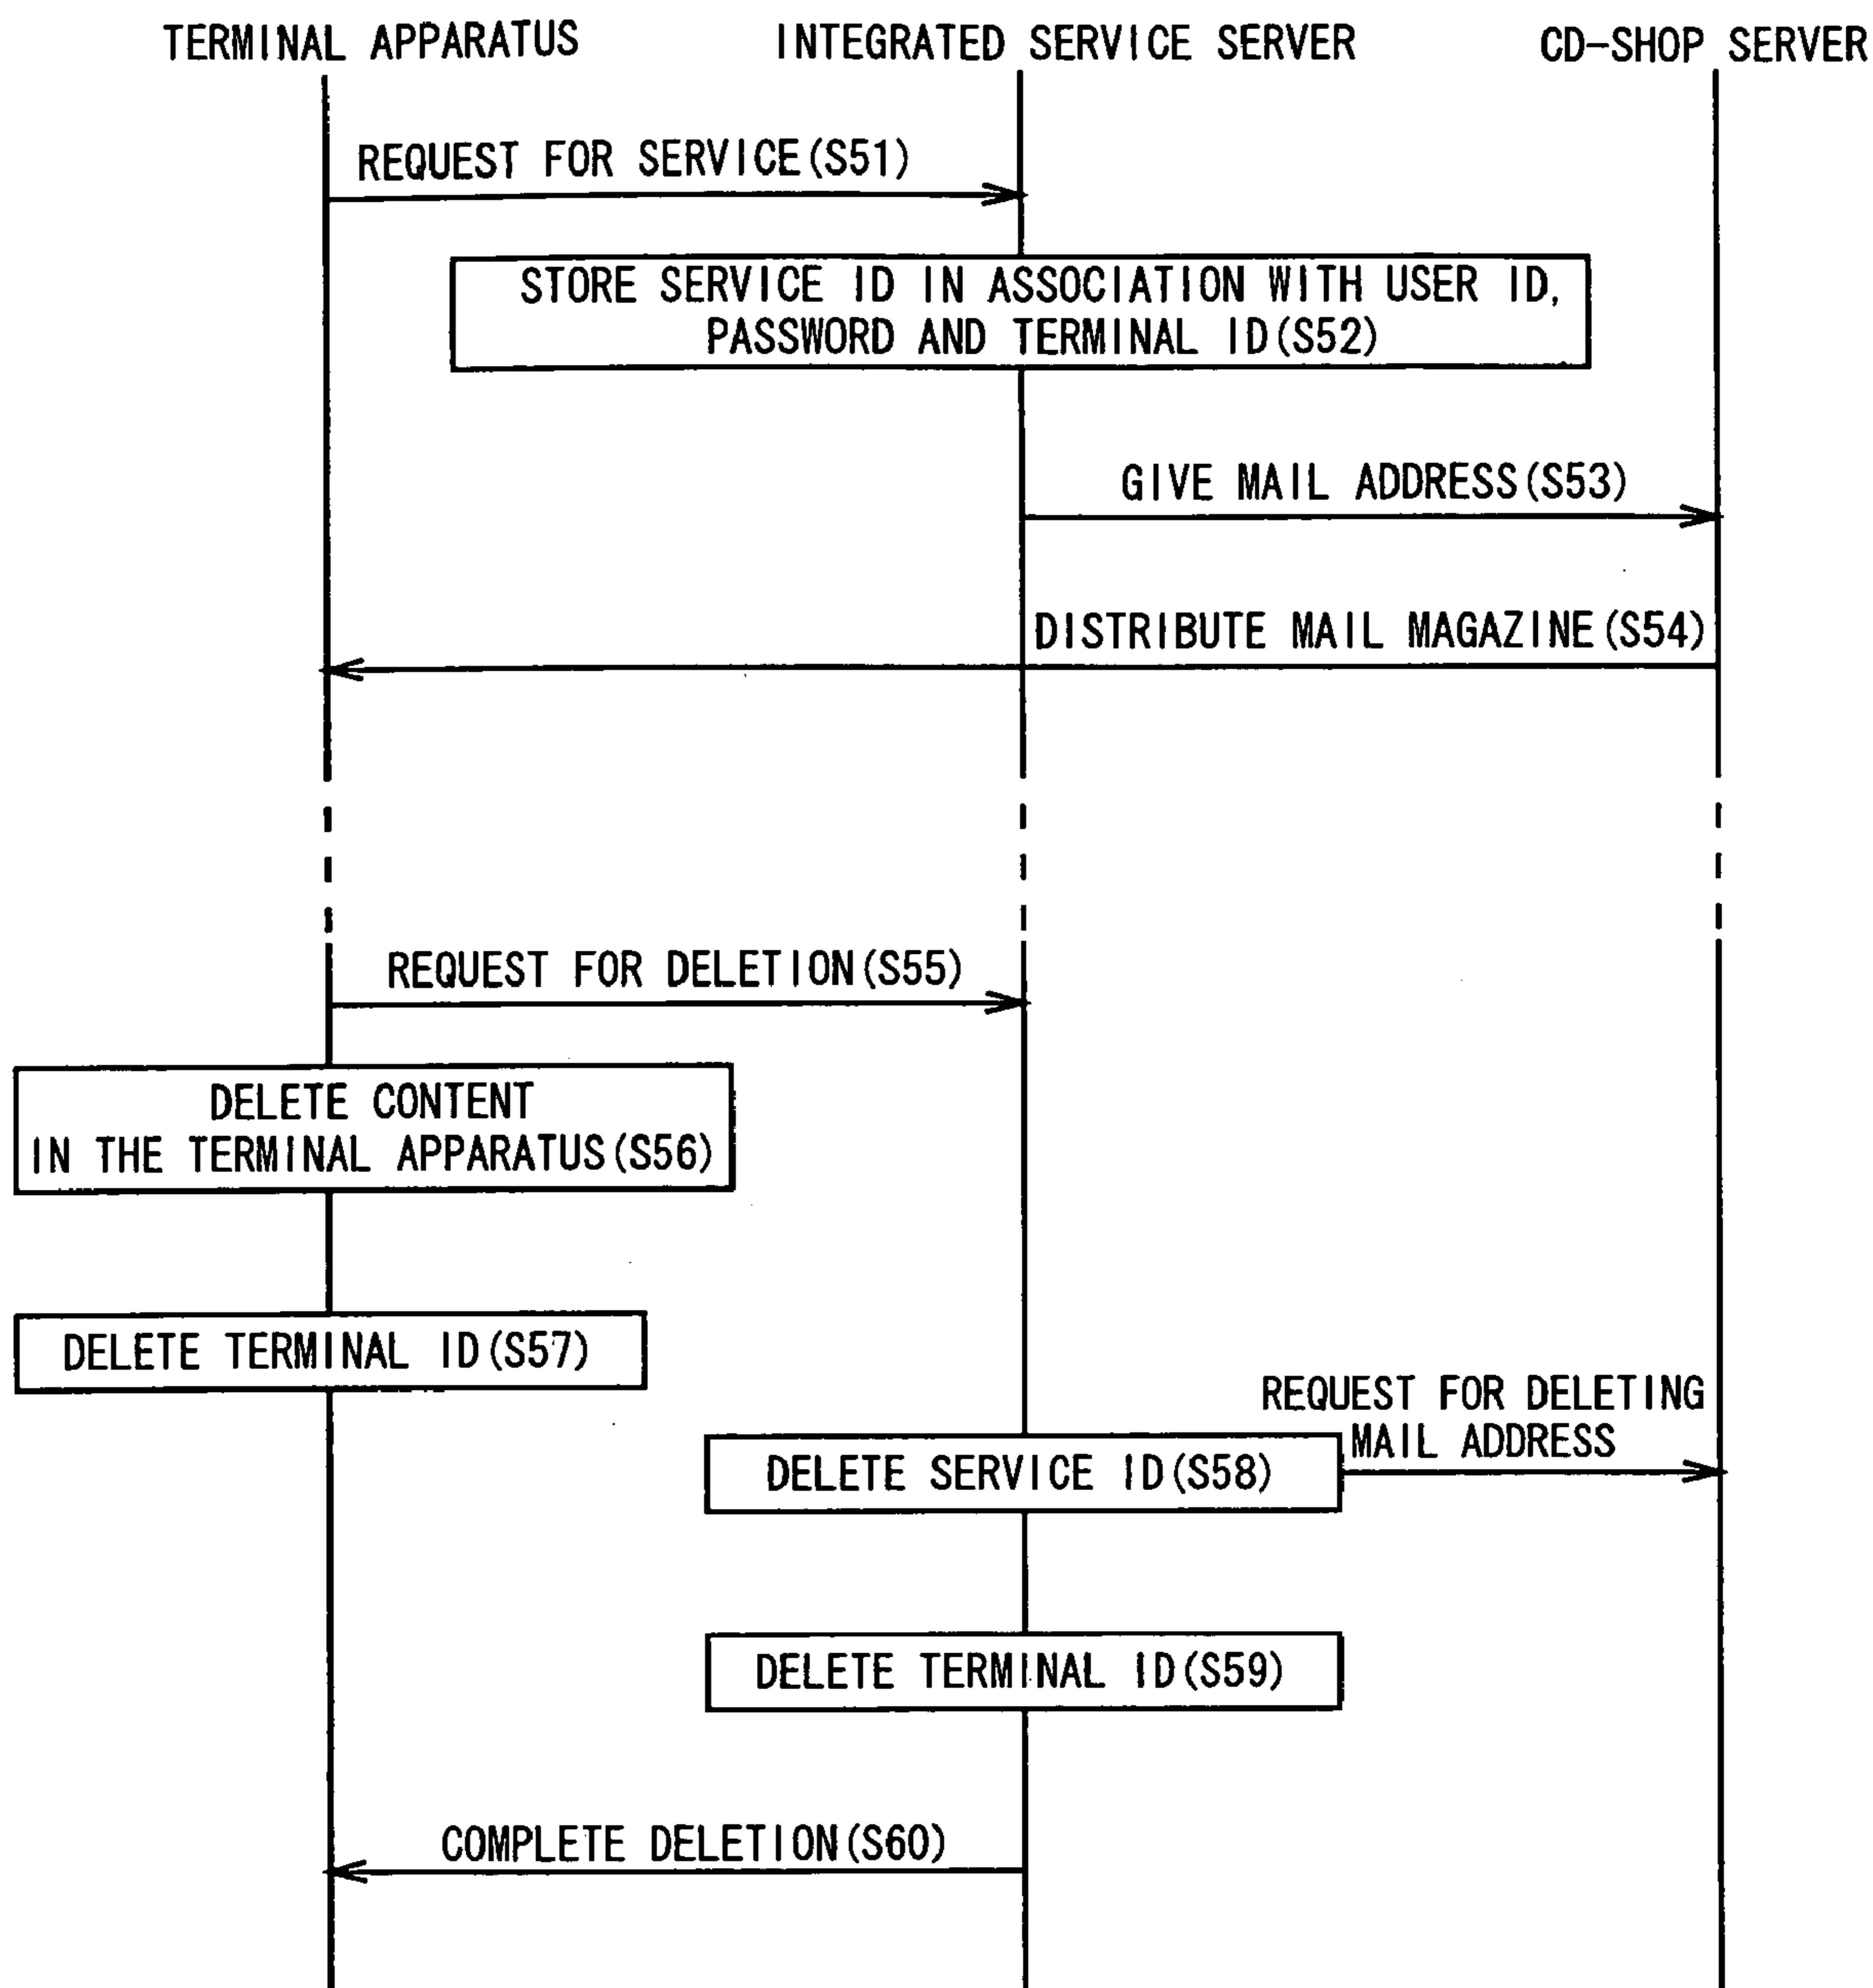 TERMINAL APPARATUS
INTEGRATED SERVICE SERVER
CD-SHOP SERVER
REQUEST FOR SERVICE(S51)
STORE SERVICE ID IN ASSOCIATION WITH USER ID,
PASSWORD AND TERMINAL ID(S52)
GIVE MAIL ADDRESS(S53)
DISTRIBUTE MAIL MAGAZINE(S54)
REQUEST FOR DELETION(S55)
DELETE CONTENT
IN THE TERMINAL APPARATUS(S56)
DELETE TERMINAL ID(S57)
REQUEST FOR DELETING
MAIL ADDRESS
DELETE SERVICE ID(S58)
DELETE TERMINAL ID(S59)
COMPLETE DELETION(S60)